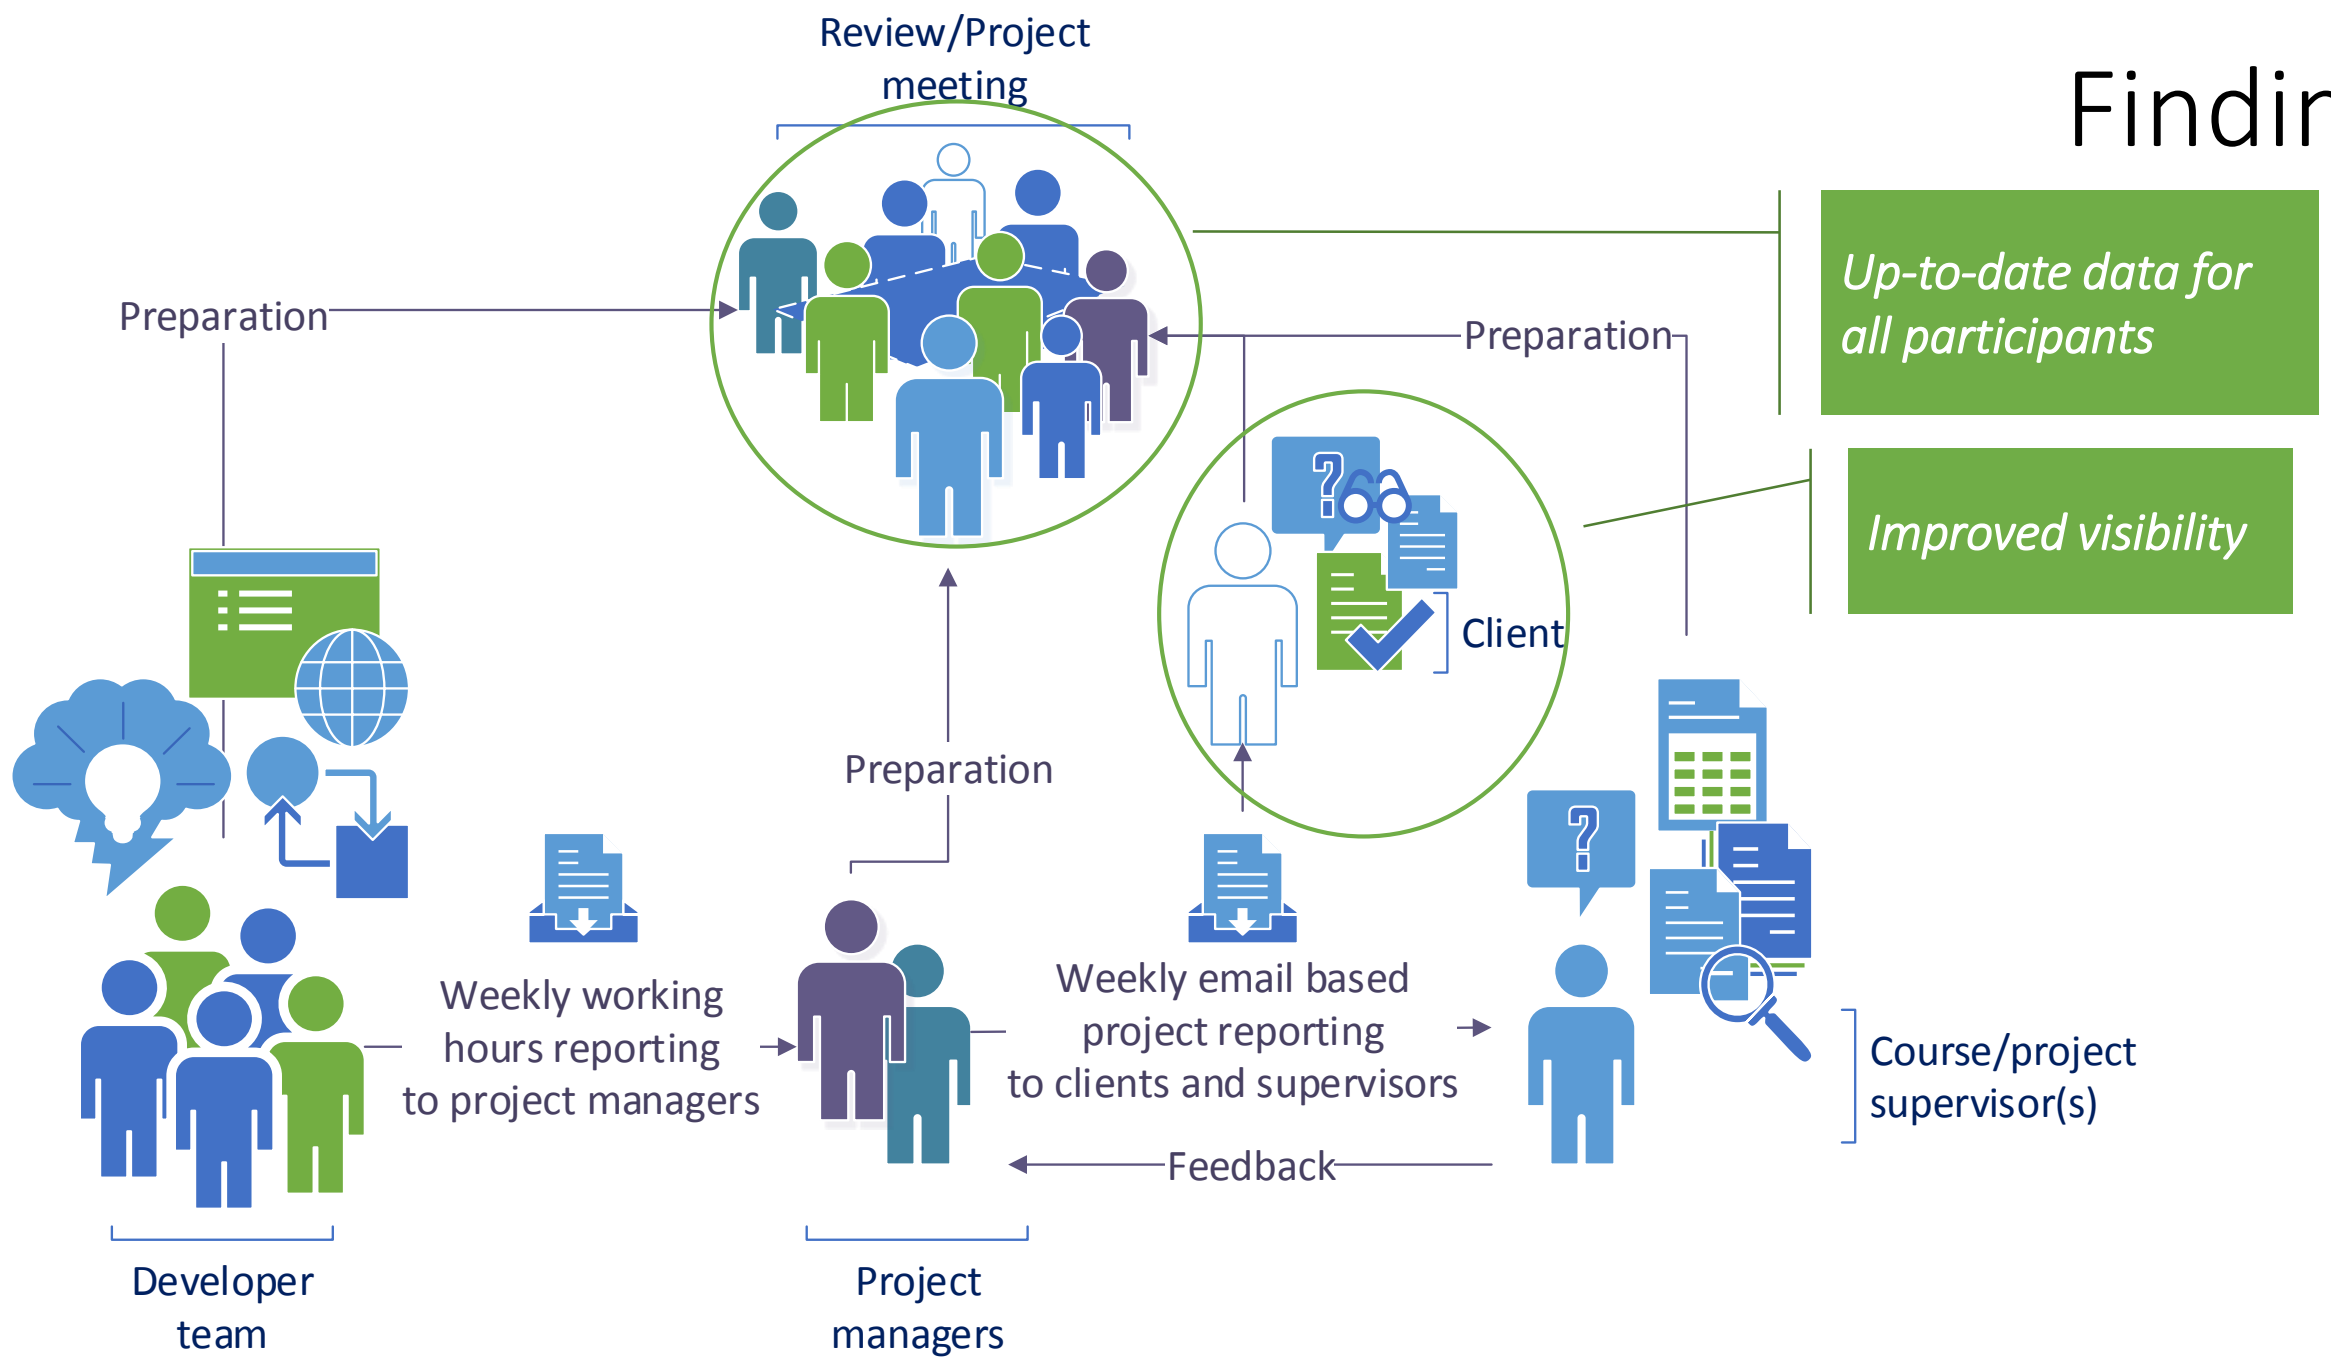 Review/Project
meeting
Findin
Up-to-date data for
all participants
Preparation
Preparation
Improved visibility
?
Client
Preparation
?
Weekly working
hours reporting
to project managers
Weekly email based
project reporting
to clients and supervisors
Course/project
supervisor(s)
Feedback
Developer
team
Project
managers